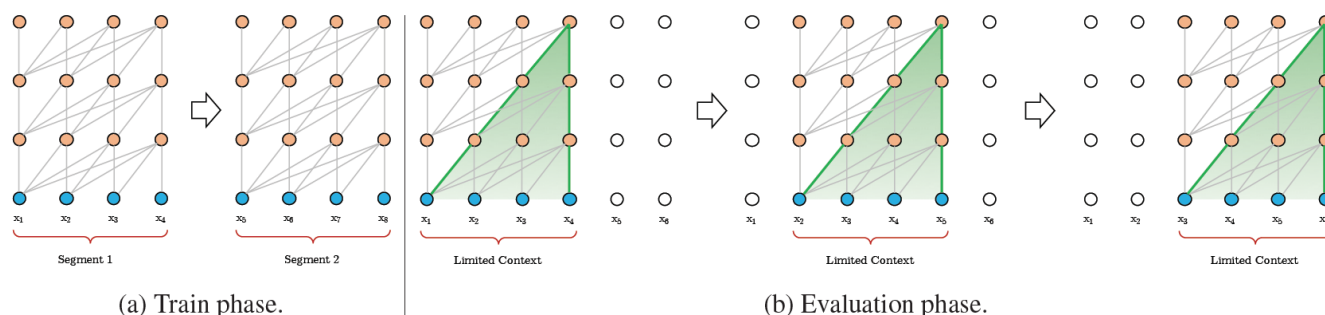 x1 x2 x3 x4 x5 x6 x7 x8 x1 x2 x3 x4 x5 x6 x1 x2 x3 x4 x5 x6 x1 x2 x3 x4 x5
Segment 1 Segment 2 Limited Context Limited Context Limited Context
(a) Train phase. (b) Evaluation phase.